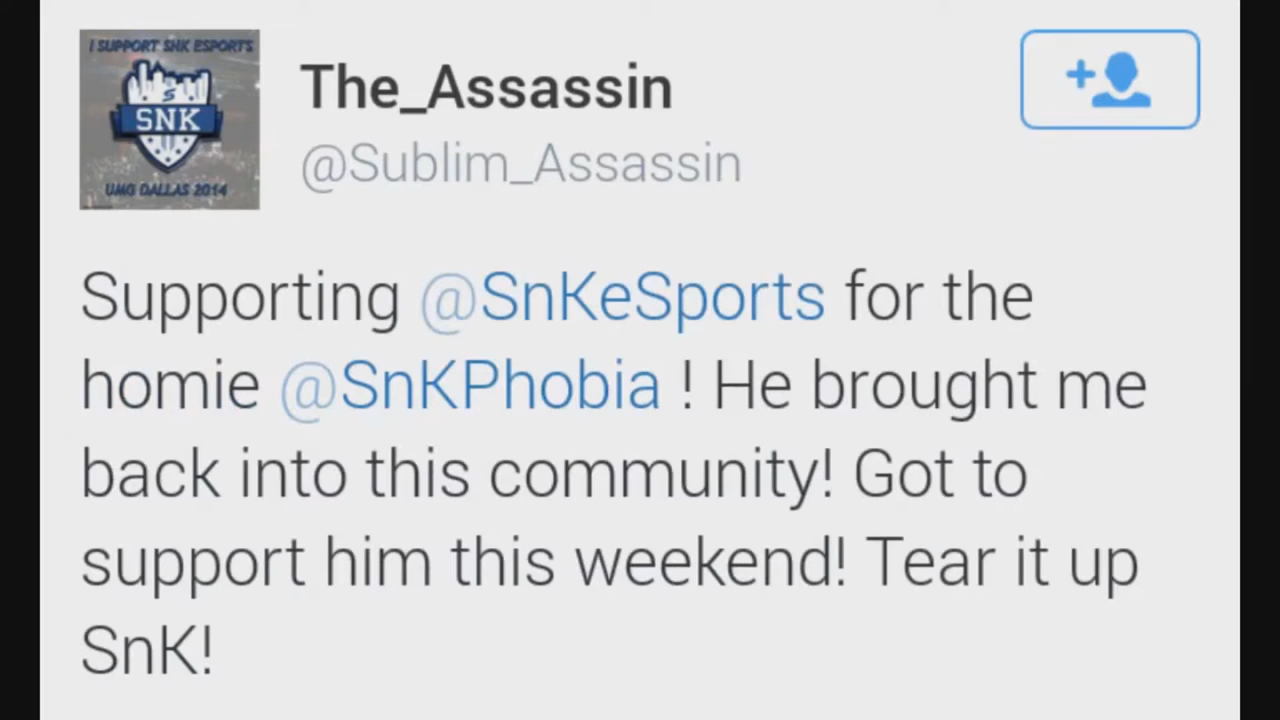 I SUPPORT SNK ESPORTS
S
SNK
UMG DALLAS 2014
The_Assassin
@Sublim_Assassin
Supporting @SnKeSports for the
homie @SnKPhobia ! He brought me
back into this community! Got to
support him this weekend! Tear it up
SnK!